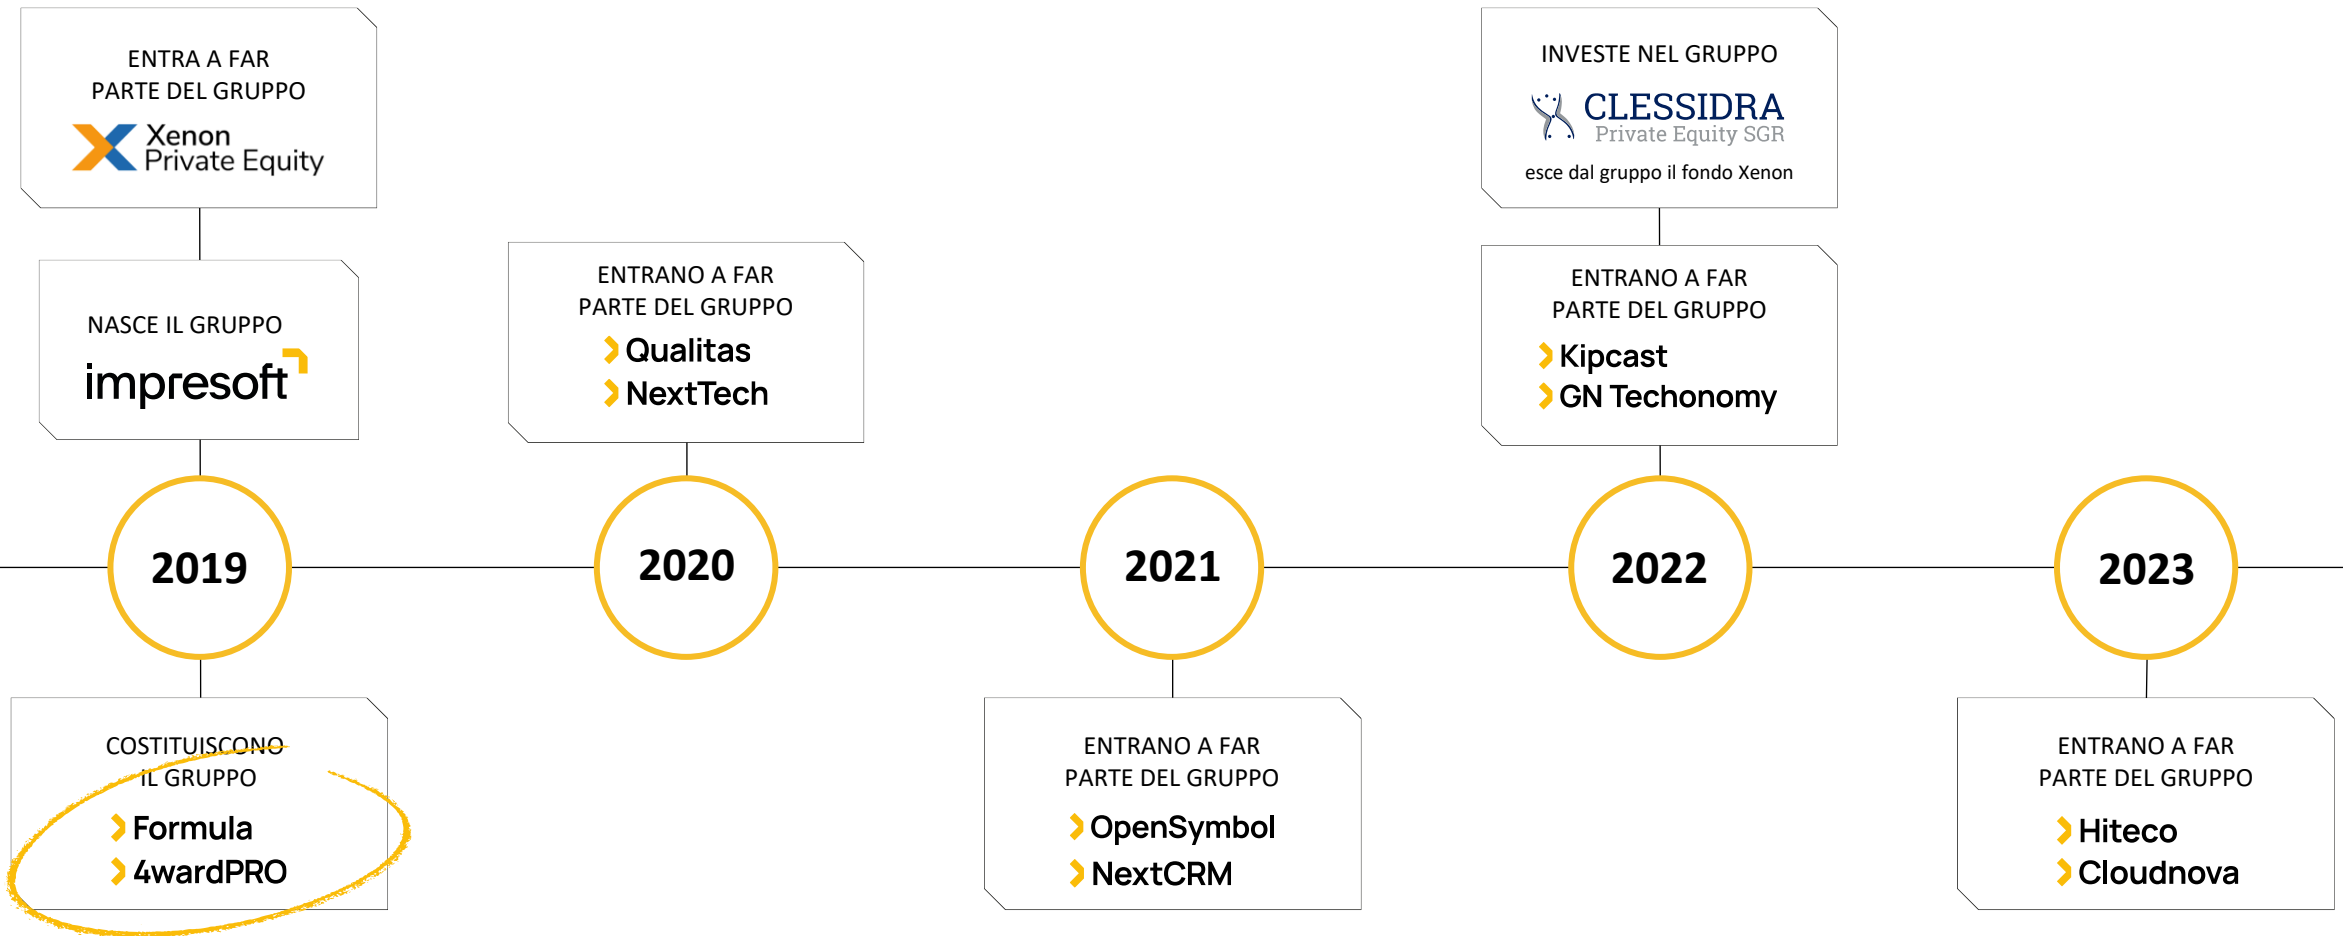 ENTRA A FAR
PARTE DEL GRUPPO
Xenon
Private Equity
NASCE IL GRUPPO
impresoft
2019
COSTITUISCONO
IL GRUPPO
Formula
4wardPRO
ENTRANO A FAR
PARTE DEL GRUPPO
Qualitas
NextTech
2020
2021
ENTRANO A FAR
PARTE DEL GRUPPO
OpenSymbol
NextCRM
INVESTE NEL GRUPPO
CLESSIDRA
Private Equity SGR
esce dal gruppo il fondo Xenon
ENTRANO A FAR
PARTE DEL GRUPPO
Kipcast
GN Techonomy
2022
2023
ENTRANO A FAR
PARTE DEL GRUPPO
Hiteco
Cloudnova